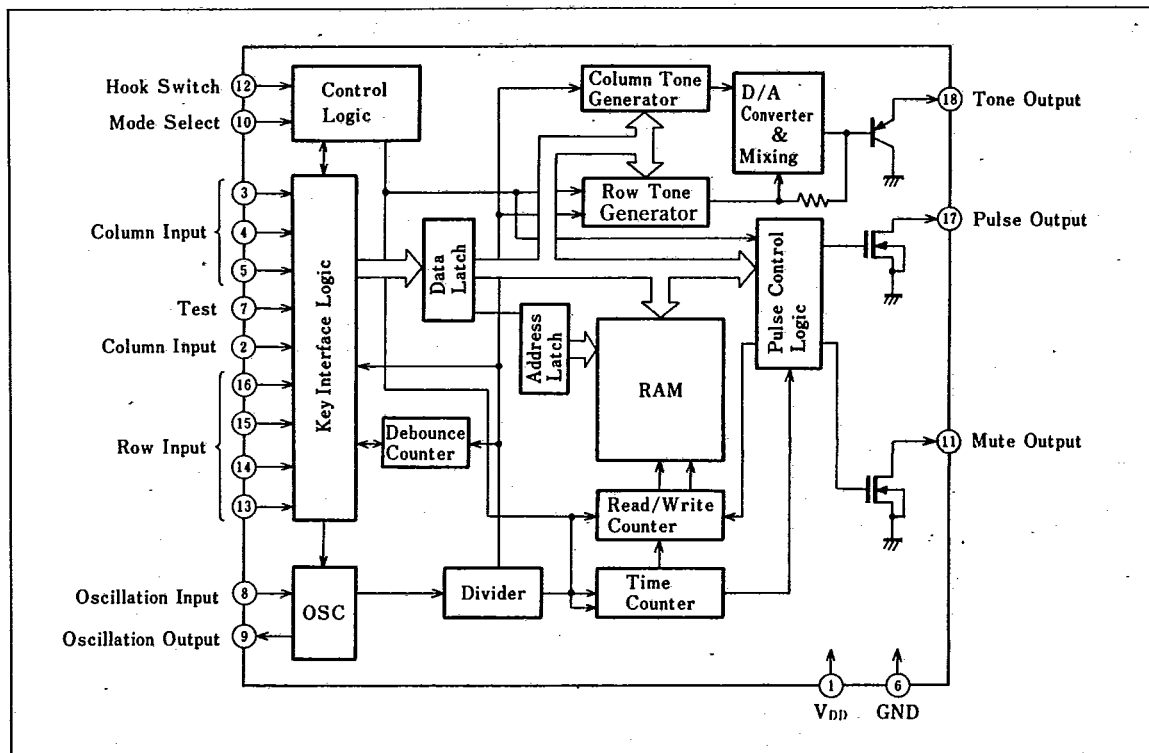 Hook Switch
12
Mode Select
10
Control
Logic
Column Tone
Generator
D/A
Converter
&
Mixing
18
Tone Output
3
Column Input
4
5
Test
7
Column Input
2
16
15
Row Input
14
13
Key Interface Logic
Data
Latch
Address
Latch
Row Tone
Generator
Pulse Control
Logic
17
Pulse Output
RAM
Debounce
Counter
11
Mute Output
Read/Write
Counter
Oscillation Input
8
Oscillation Output
9
OSC
Divider
Time
Counter
1
VDD
6
GND